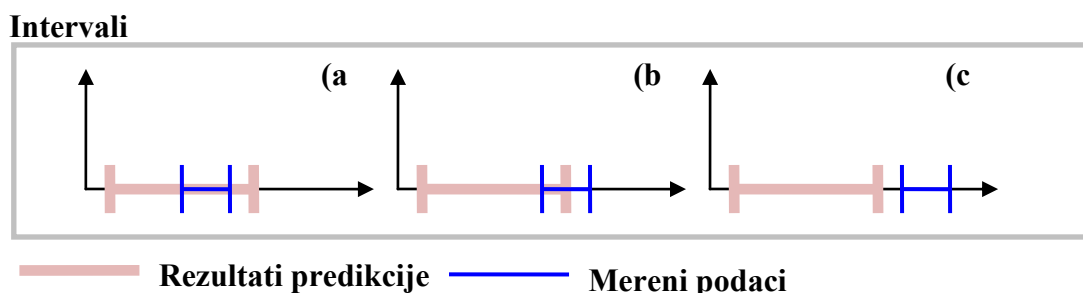 Intervali
(a
(b
(c
Rezultati predikcije
Mereni podaci